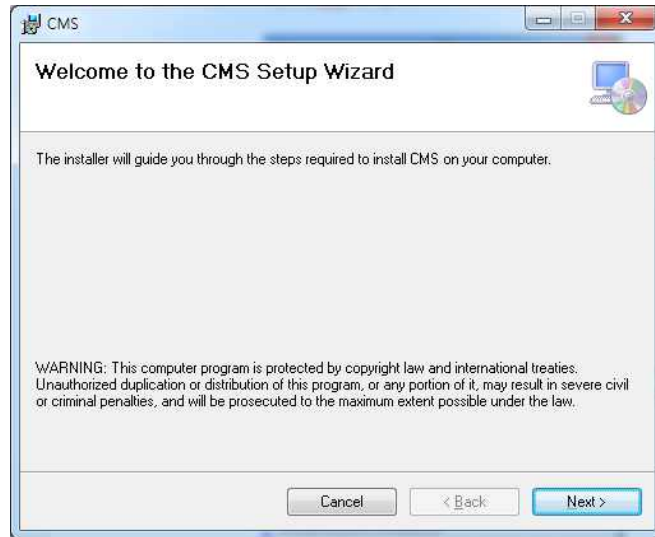 CMS
Welcome to the CMS Setup Wizard
The installer will guide you through the steps required to install CMS on your computer.
WARNING: This computer program is protected by copyright law and international treaties.
Unauthorized duplication or distribution of this program, or any portion of it, may result in severe civil
or criminal penalties, and will be prosecuted to the maximum extent possible under the law.
Cancel < Back Next >